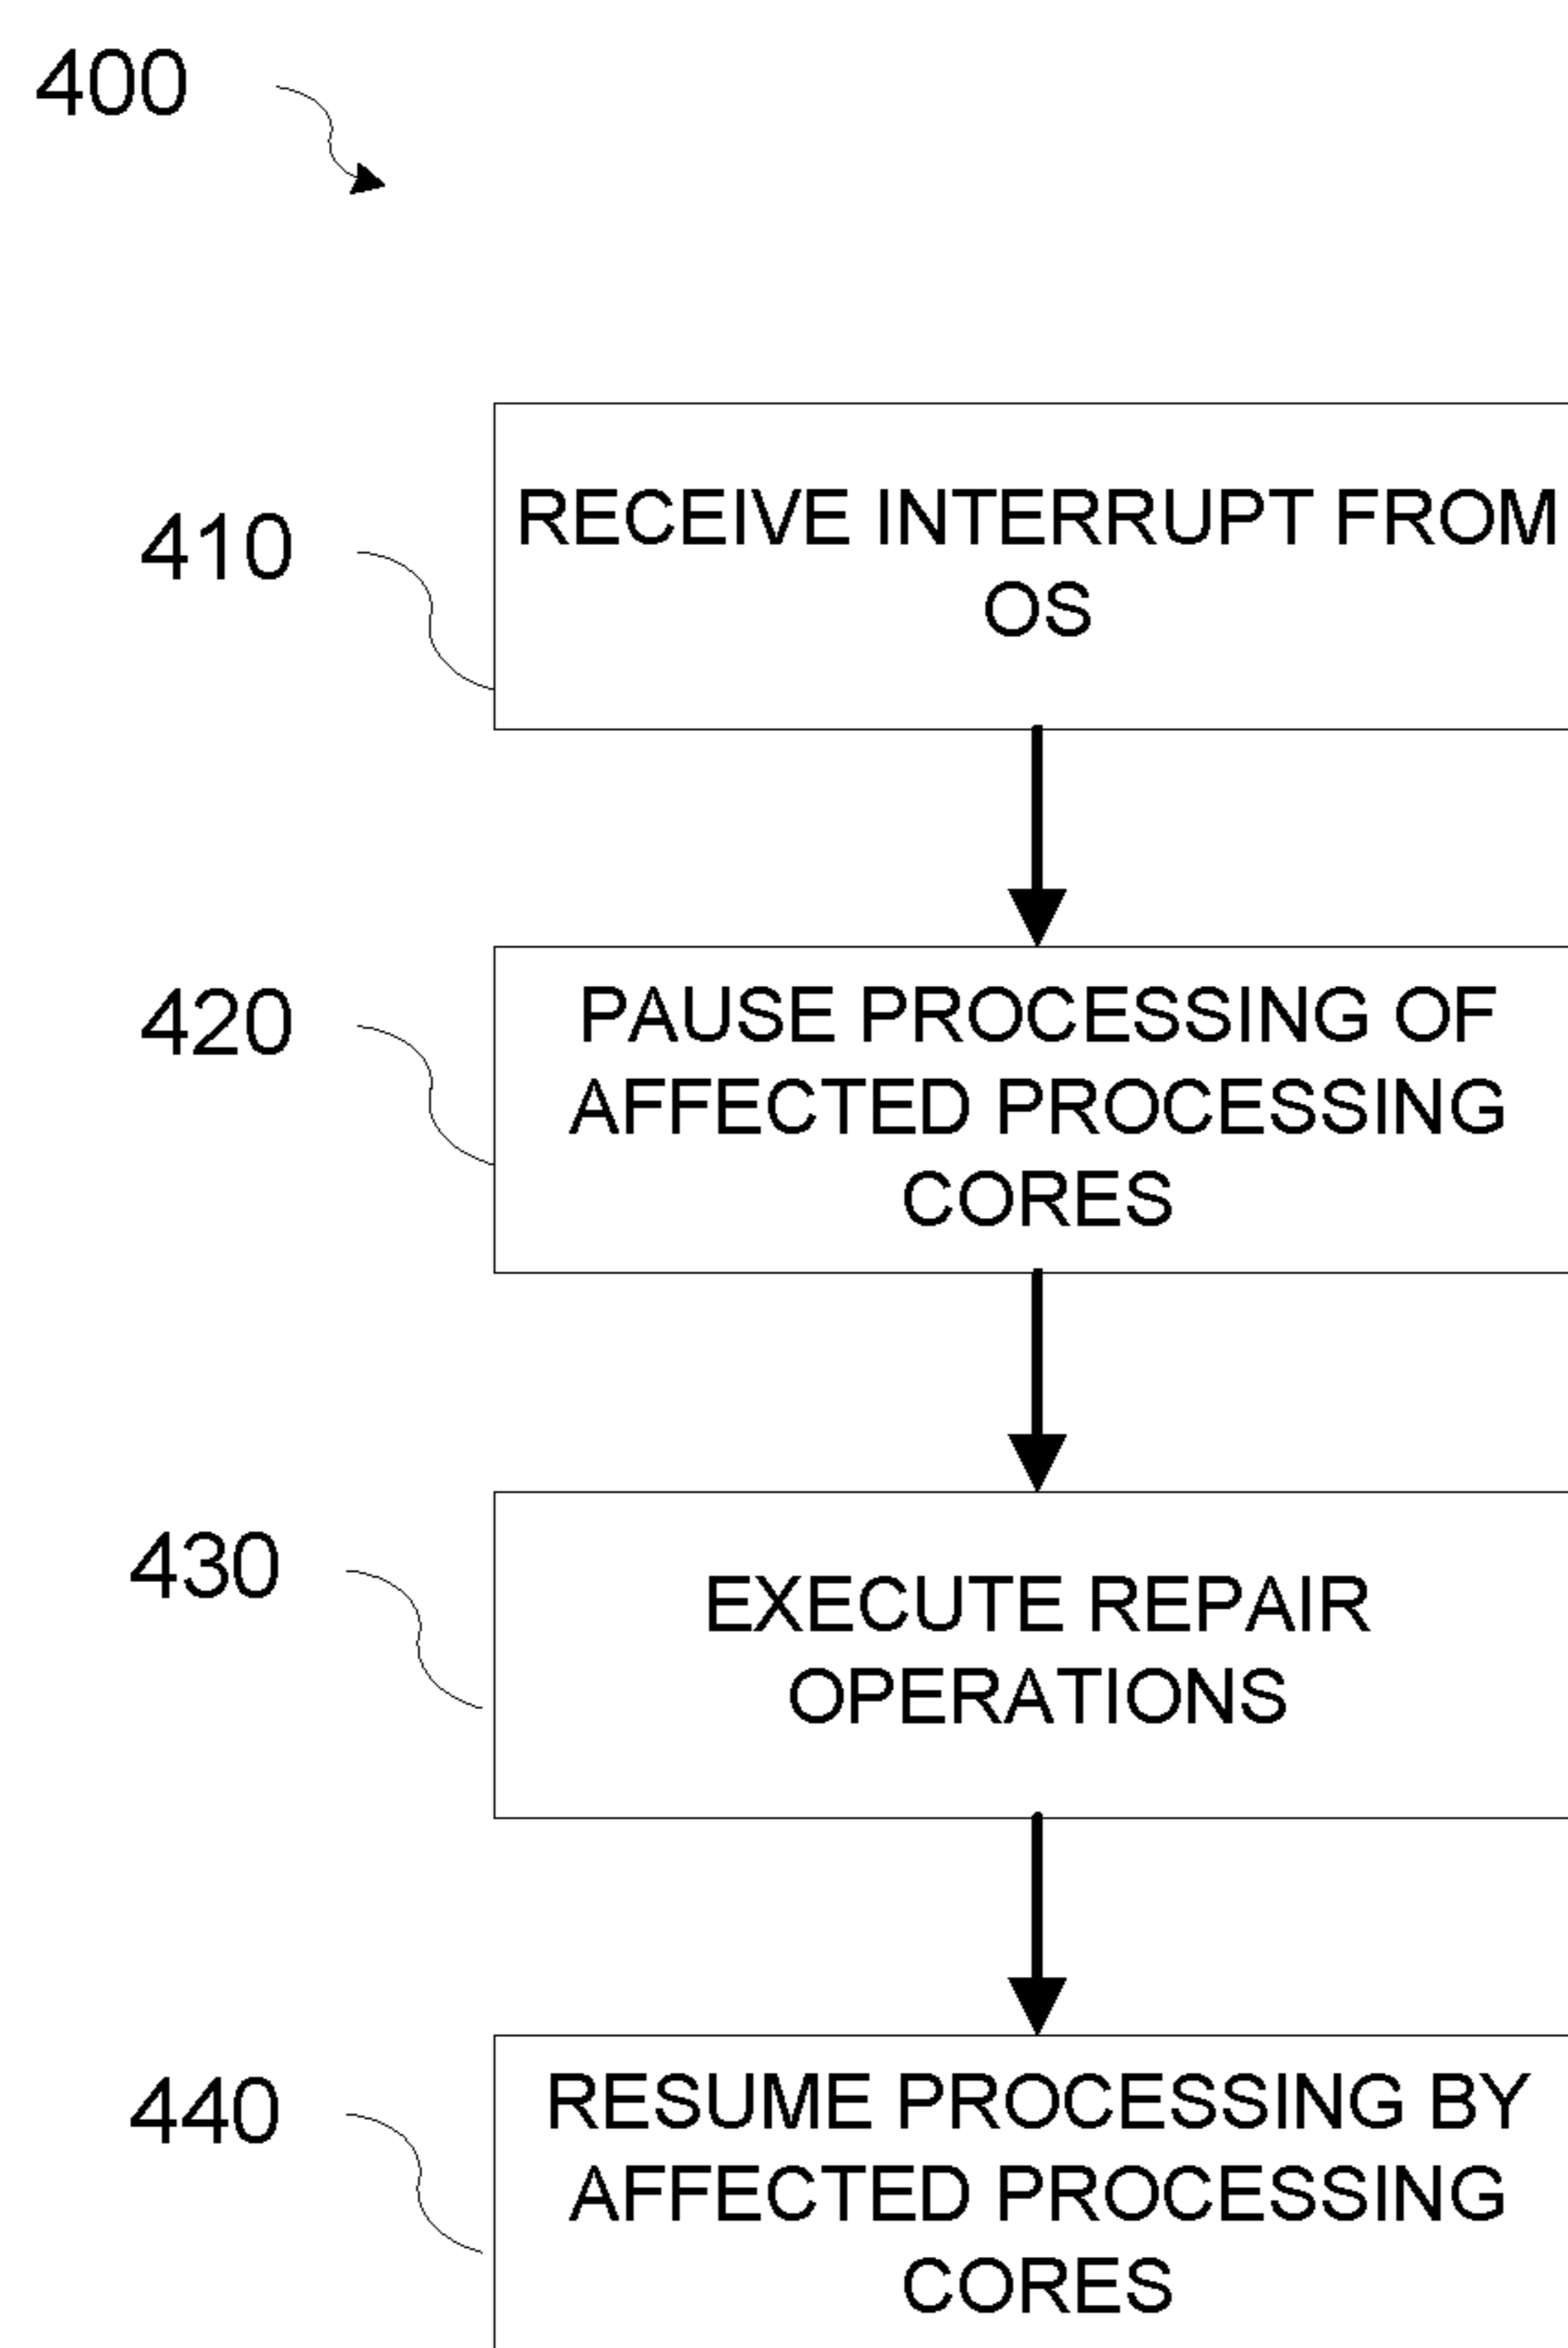 400
410
RECEIVE INTERRUPT FROM
OS
420
PAUSE PROCESSING OF
AFFECTED PROCESSING
CORES
430
EXECUTE REPAIR
OPERATIONS
440
RESUME PROCESSING BY
AFFECTED PROCESSING
CORES